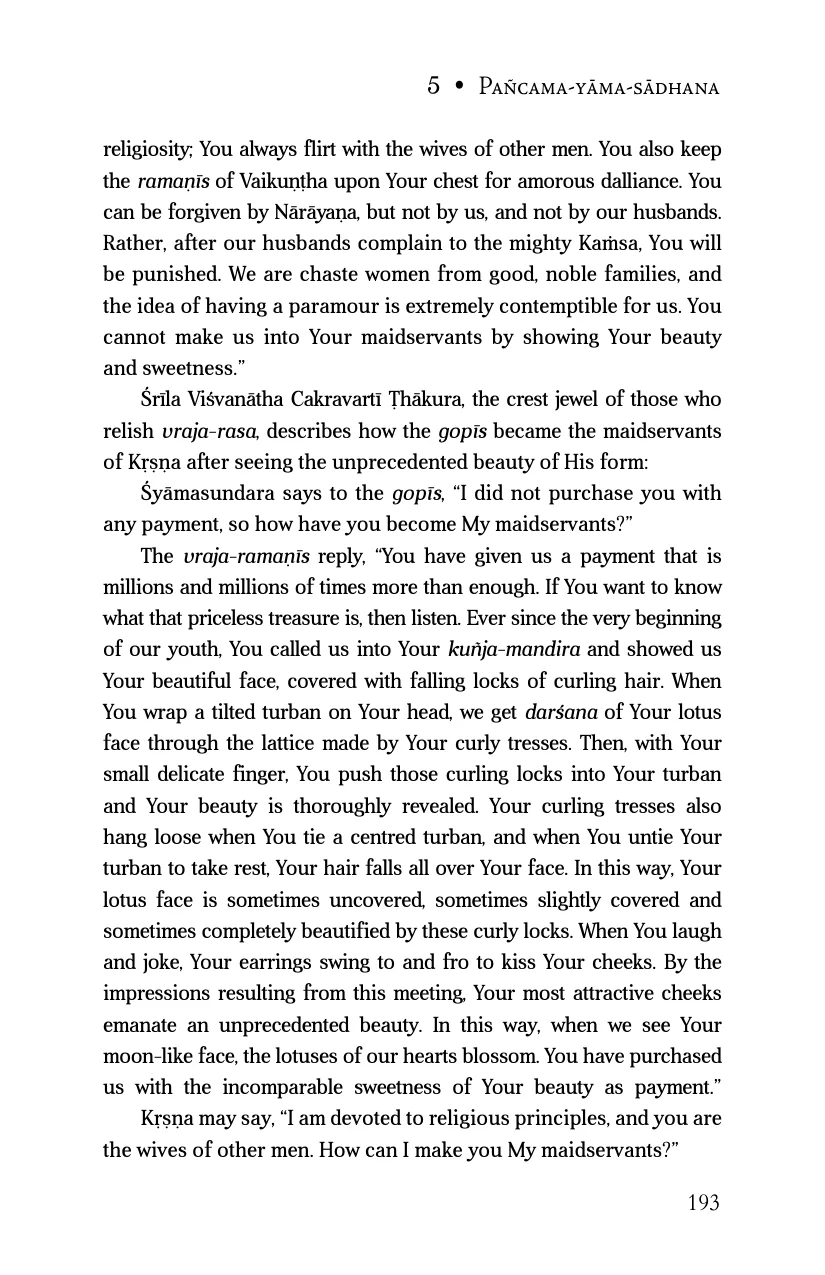 5 • Pañcama-yāma-sādhana
religiosity; You always flirt with the wives of other men. You also keep
the ramaṇīs of Vaikuṇṭha upon Your chest for amorous dalliance. You
can be forgiven by Nārāyaṇa, but not by us, and not by our husbands.
Rather, after our husbands complain to the mighty Kaṁsa, You will
be punished. We are chaste women from good, noble families, and
the idea of having a paramour is extremely contemptible for us. You
cannot make us into Your maidservants by showing Your beauty
and sweetness.”
Śrīla Viśvanātha Cakravartī Ṭhākura, the crest jewel of those who
relish vraja-rasa, describes how the gopīs became the maidservants
of Kṛṣṇa after seeing the unprecedented beauty of His form:
Śyāmasundara says to the gopīs, “I did not purchase you with
any payment, so how have you become My maidservants?”
The vraja-ramaṇīs reply, “You have given us a payment that is
millions and millions of times more than enough. If You want to know
what that priceless treasure is, then listen. Ever since the very beginning
of our youth, You called us into Your kuñja-mandira and showed us
Your beautiful face, covered with falling locks of curling hair. When
You wrap a tilted turban on Your head, we get darśana of Your lotus
face through the lattice made by Your curly tresses. Then, with Your
small delicate finger, You push those curling locks into Your turban
and Your beauty is thoroughly revealed. Your curling tresses also
hang loose when You tie a centred turban, and when You untie Your
turban to take rest, Your hair falls all over Your face. In this way, Your
lotus face is sometimes uncovered, sometimes slightly covered and
sometimes completely beautified by these curly locks. When You laugh
and joke, Your earrings swing to and fro to kiss Your cheeks. By the
impressions resulting from this meeting, Your most attractive cheeks
emanate an unprecedented beauty. In this way, when we see Your
moon-like face, the lotuses of our hearts blossom. You have purchased
us with the incomparable sweetness of Your beauty as payment.”
Kṛṣṇa may say, “I am devoted to religious principles, and you are
the wives of other men. How can I make you My maidservants?”
193